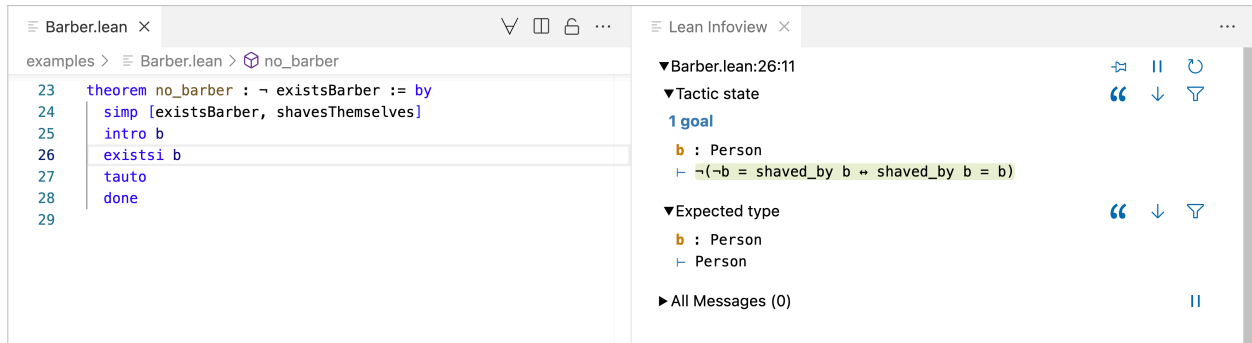 Barber.lean
examples > Barber.lean > no_barber
23 theorem no_barber : ¬ existsBarber := by
24 simp [existsBarber, shavesThemselves]
25 intro b
26 existsi b
27 tauto
28 done
29
Lean Infoview
▼Barber.lean:26:11
▼Tactic state
1 goal
b : Person
⊢ ¬(¬b = shaved_by b ↔ shaved_by b = b)
▼Expected type
b : Person
⊢ Person
▶All Messages (0)